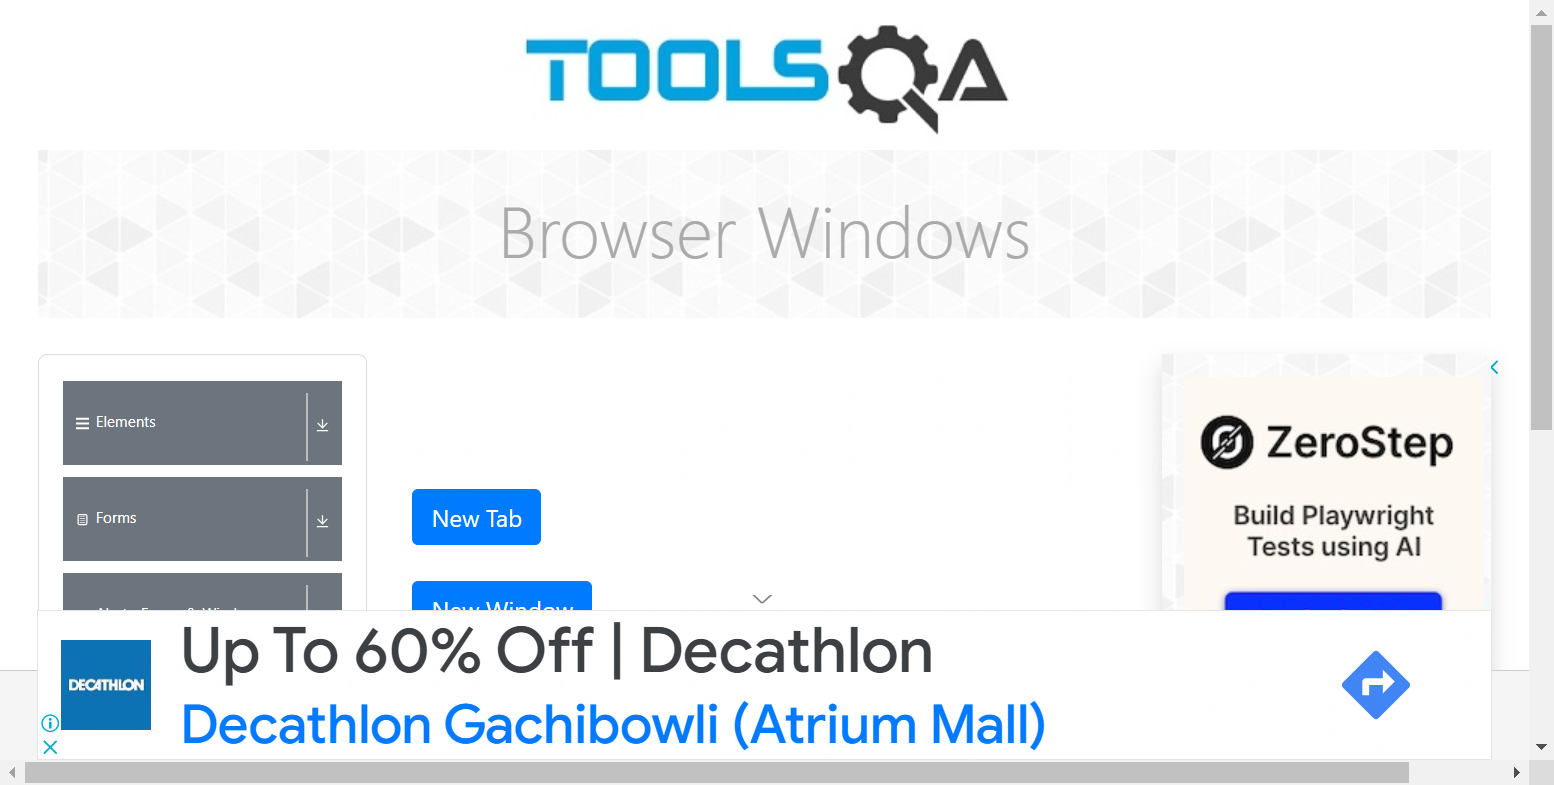 TOOLSQA
Browser Windows
Elements
Forms
New Tab
New Window
ZeroStep
Build Playwright
Tests using AI
DECATHLON
Up To 60% Off | Decathlon
Decathlon Gachibowli (Atrium Mall)